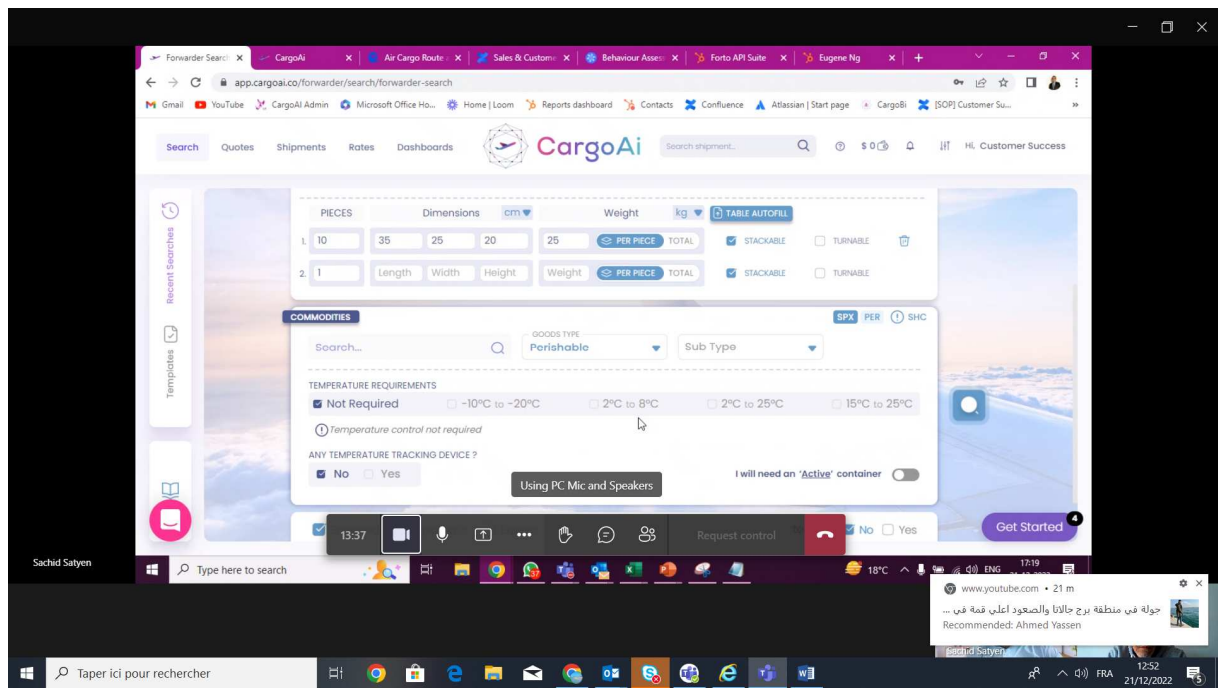 Forwarder Search
CargoAi
Air Cargo Route
Sales & Custome
Behaviour Asses
Forto API Suite
Eugene Ng
app.cargoai.co/forwarder/search/forwarder-search
Gmail YouTube CargoAI Admin Microsoft Office Ho... Home | Loom Reports dashboard Contacts Confluence Atlassian | Start page CargoBi [SOP] Customer Su... »
Search Quotes Shipments Rates Dashboards CargoAi Search shipment... $ 0 Hi, Customer Success
Recent Searches
Templates
PIECES Dimensions cm Weight kg TABLE AUTOFILL
1. 10 35 25 20 25 PER PIECE TOTAL STACKABLE TURNABLE
2. 1 Length Width Height Weight PER PIECE TOTAL STACKABLE TURNABLE
COMMODITIES SPX PER SHC
GOODS TYPE
Search... Perishable Sub Type
TEMPERATURE REQUIREMENTS
Not Required -10°C to -20°C 2°C to 8°C 2°C to 25°C 15°C to 25°C
Temperature control not required
ANY TEMPERATURE TRACKING DEVICE ?
No Yes I will need an 'Active' container
Using PC Mic and Speakers
No Yes
Get Started 4
13:37 Request control
Sachid Satyen
Type here to search 18°C ENG 17:19
www.youtube.com • 21 m
جولة في منطقة برج جالاتا والصعود اعلي قمة في ...
Recommended: Ahmed Yassen
Sachid Satyen
Taper ici pour rechercher FRA 12:52
21/12/2022 5